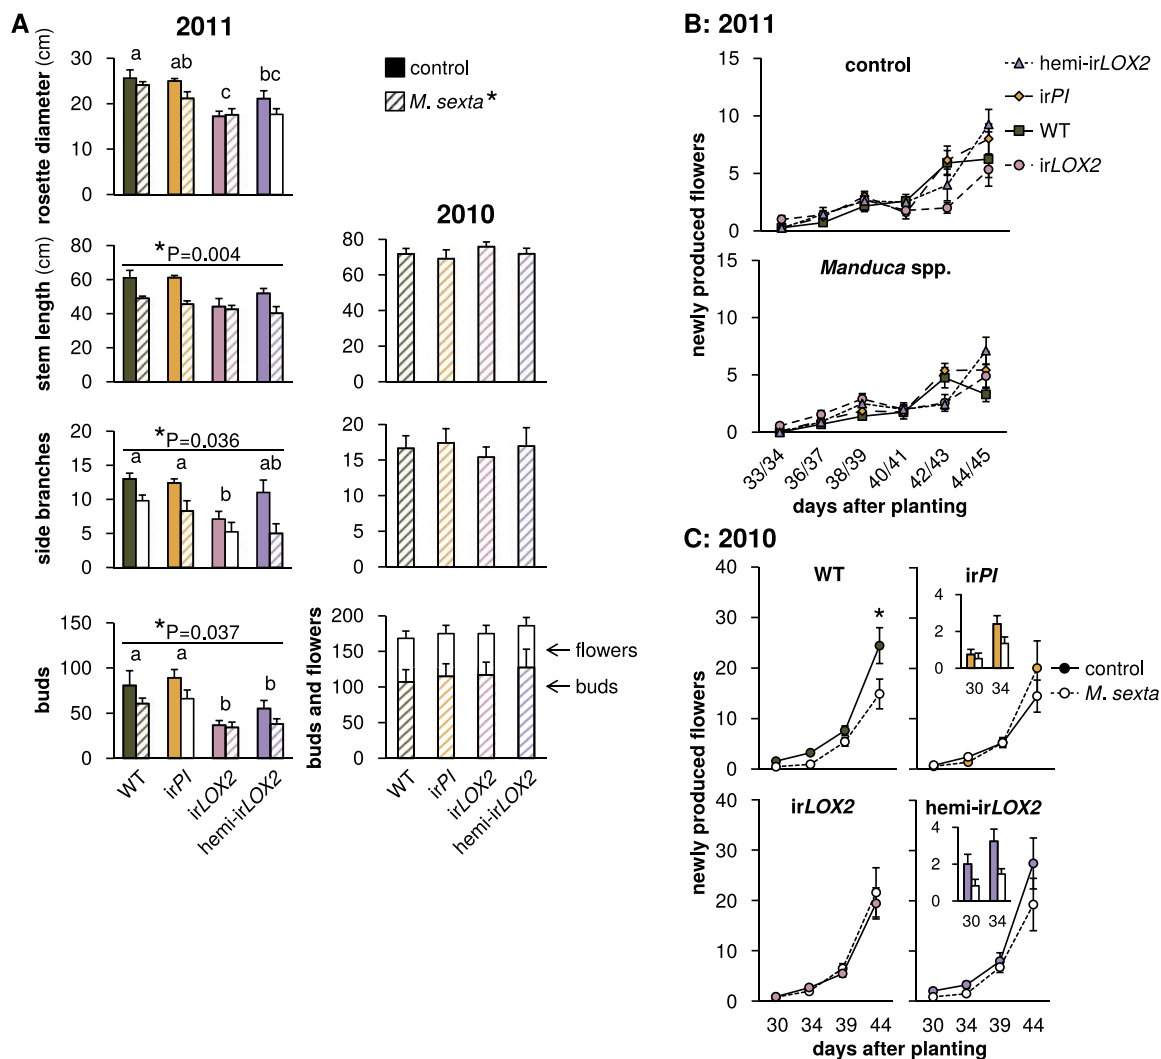 A
2011
rosette diameter (cm)
30
20
10
0
a
ab
c
bc
control
M. sexta*
stem length (cm)
80
60
40
20
0
*P=0.004
2010
80
60
40
20
0
side branches
20
15
10
5
0
*P=0.036
a
a
b
ab
20
15
10
5
0
buds
150
100
50
0
*P=0.037
a
a
b
b
WT
irPI
irLOX2
hemi-irLOX2
buds and flowers
200
150
100
50
0
flowers
buds
WT
irPI
irLOX2
hemi-irLOX2
B: 2011
newly produced flowers
control
15
10
5
0
hemi-irLOX2
irPI
WT
irLOX2
Manduca spp.
15
10
5
0
33/34
36/37
38/39
40/41
42/43
44/45
days after planting
C: 2010
newly produced flowers
WT
40
30
20
10
0
*
irPI
4
2
0
30 34
control
M. sexta
irLOX2
40
30
20
10
0
30 34 39 44
hemi-irLOX2
4
2
0
30 34
30 34 39 44
days after planting